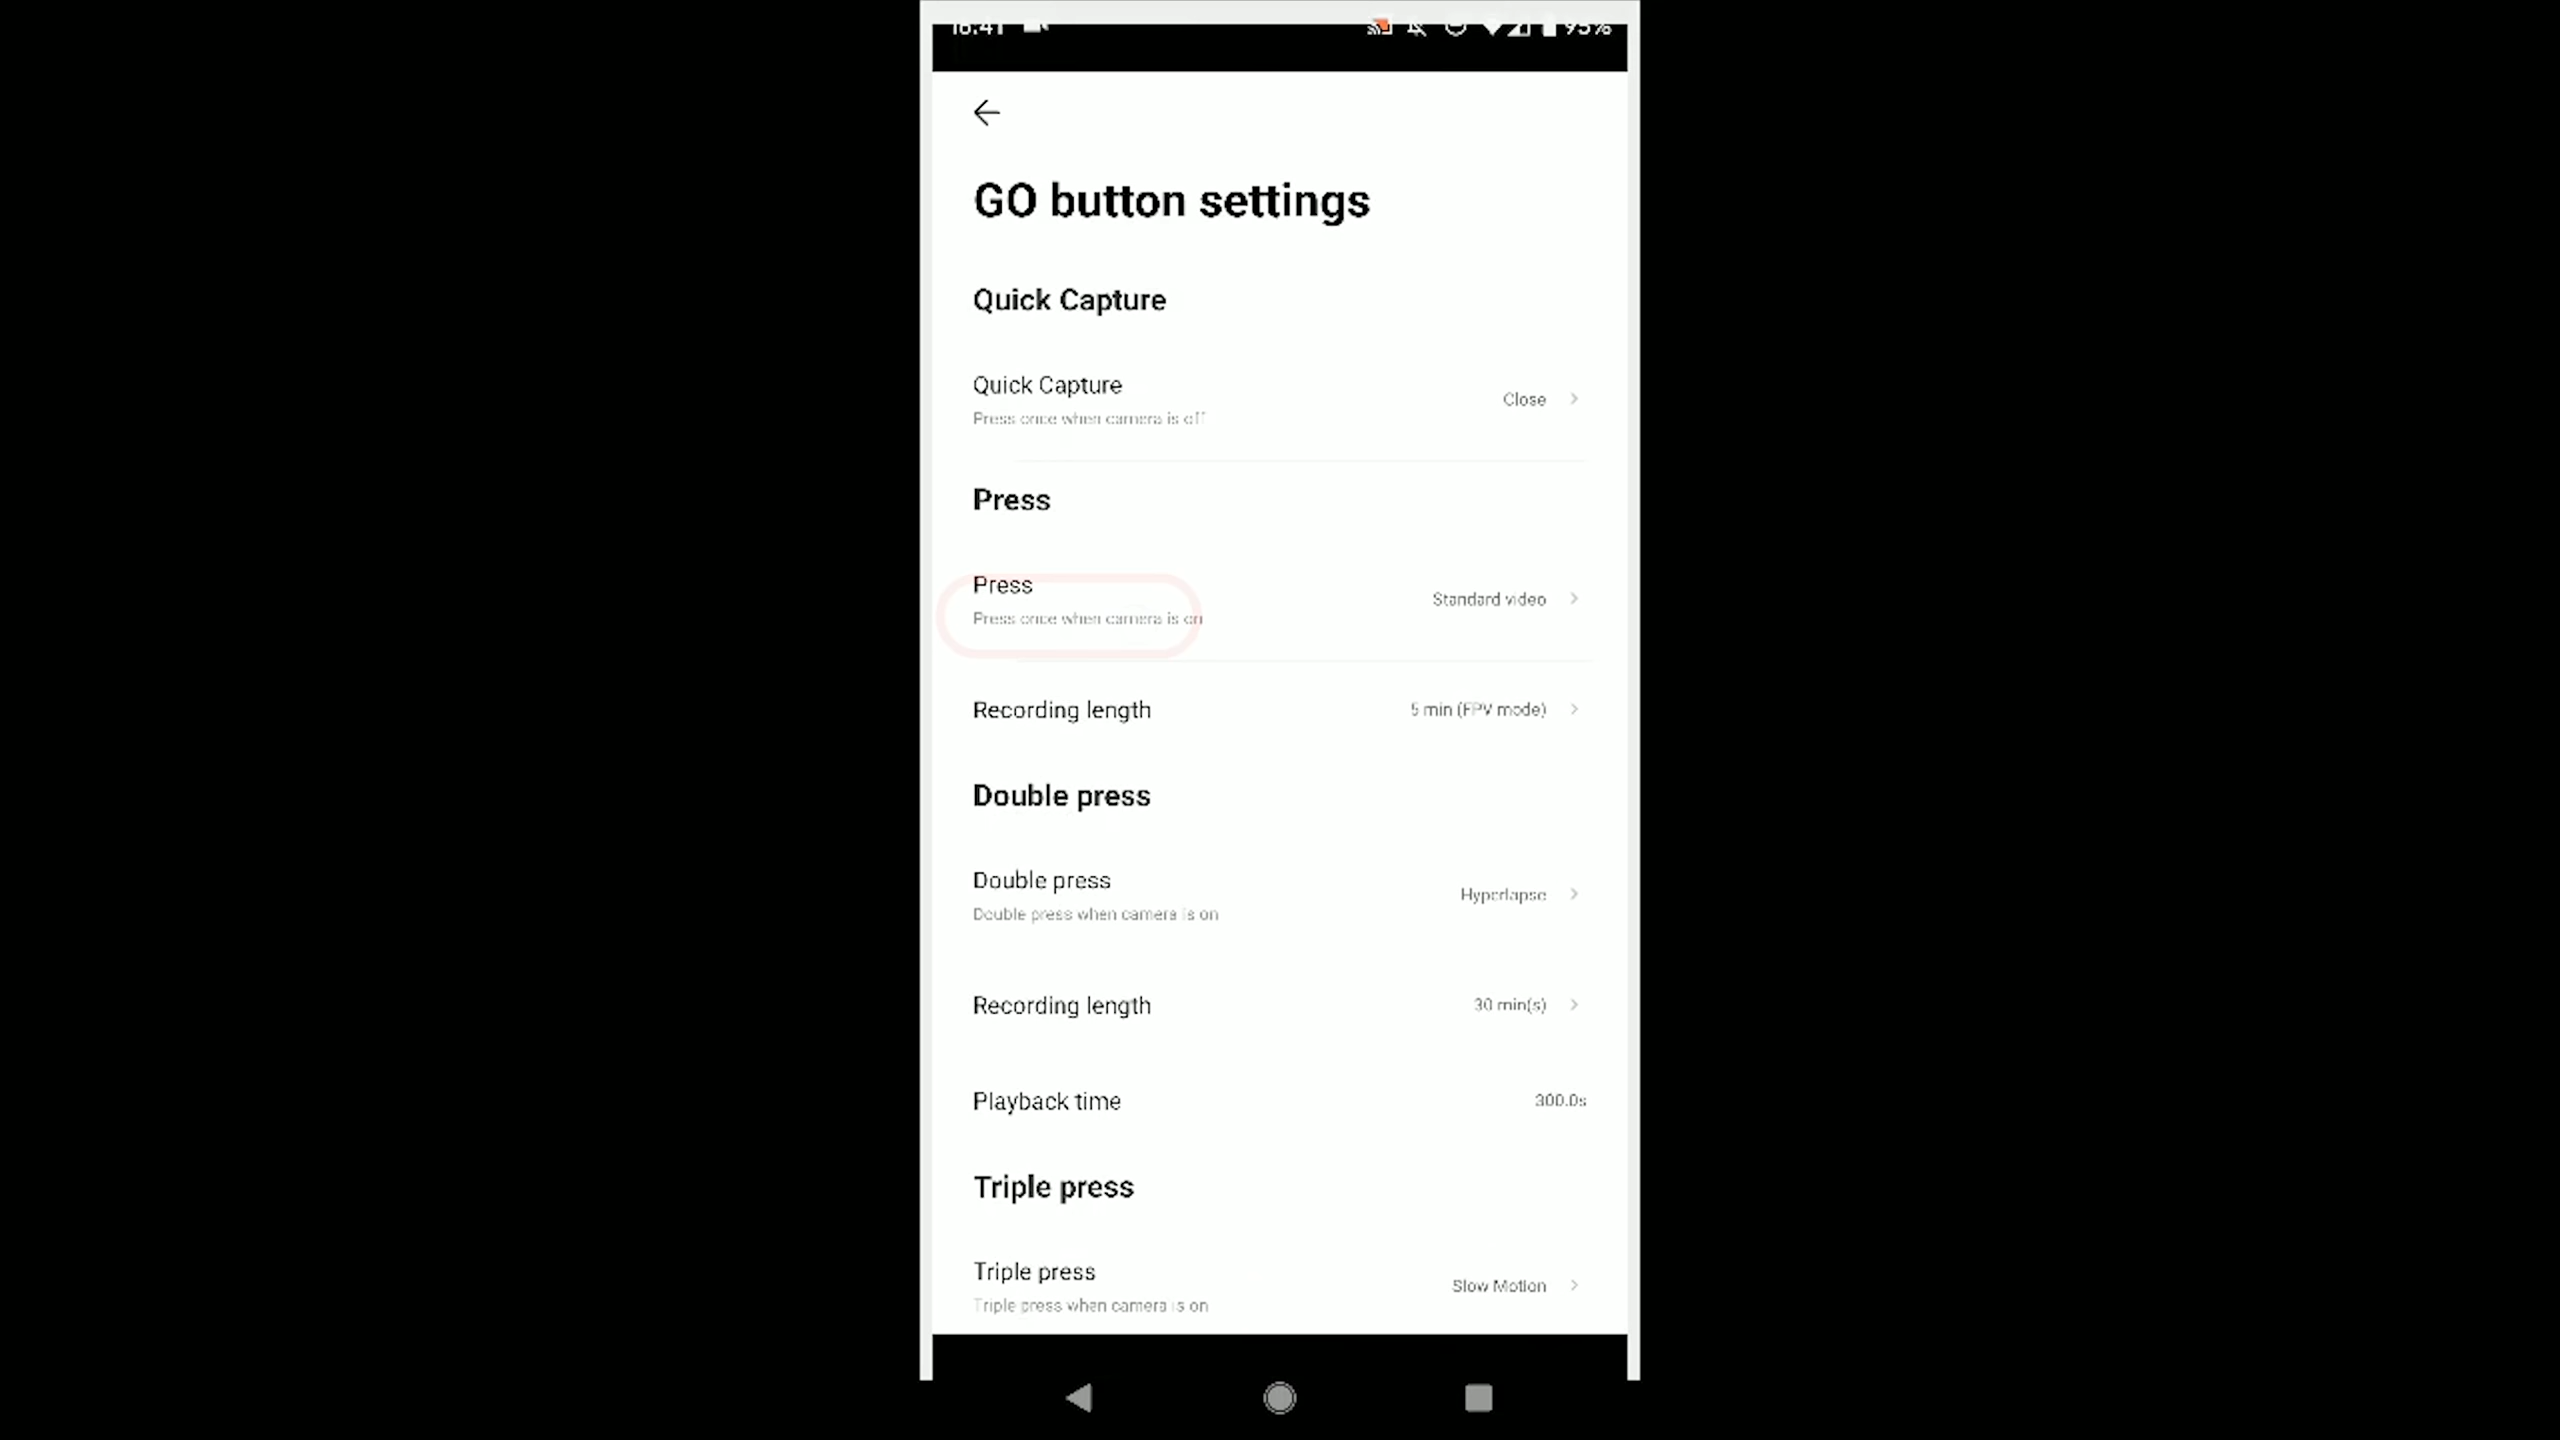 16:41 95%
GO button settings
Quick Capture
Quick Capture
Close
Press once when camera is off
Press
Press
Standard video
Press once when camera is on
Recording length
5 min (FPV mode)
Double press
Double press
Hyperlapse
Double press when camera is on
Recording length
30 min(s)
Playback time
300.0s
Triple press
Triple press
Slow Motion
Triple press when camera is on